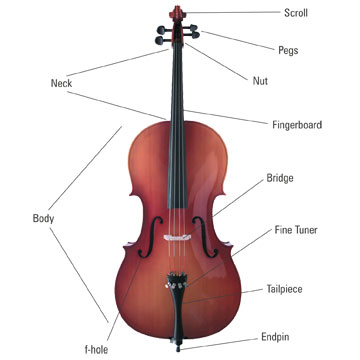 Scroll
Pegs
Nut
Neck
Fingerboard
Bridge
Body
Fine Tuner
Tailpiece
Endpin
f-hole